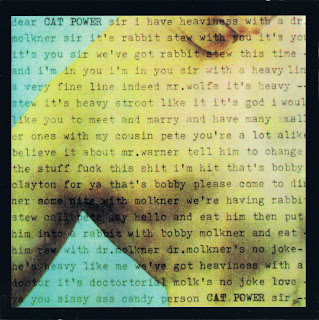 dear CAT POWER sir i have heaviness with a dr.
molkner sir it's rabbit stew with you it's yo
it's you sir we've got rabbit stew this time
and i'm in you i'm in you sir with a heavy lin
s very fine line indeed mr.wolfe it's heavy --
stew it's heavy stroot like it it's god i woul
like you to meet and marry and have many small
er ones with my cousin pete you're a lot alike
believe it about mr.warner tell him to change
the stuff fuck this shit i'm hit that's bobby
clayton for ya that's bobby please come to din
ner some nite with molkner we're having rabbit
stew call say hello and eat him then put
him into a rabbit with bobby molkner and eat -
him raw with dr.molkner dr.molkner's no joke-
he's heavy like me we've got heaviness with a
doctor it's doctortorial molk's no joke love
ya you sissy ass candy person CAT POWER sir --